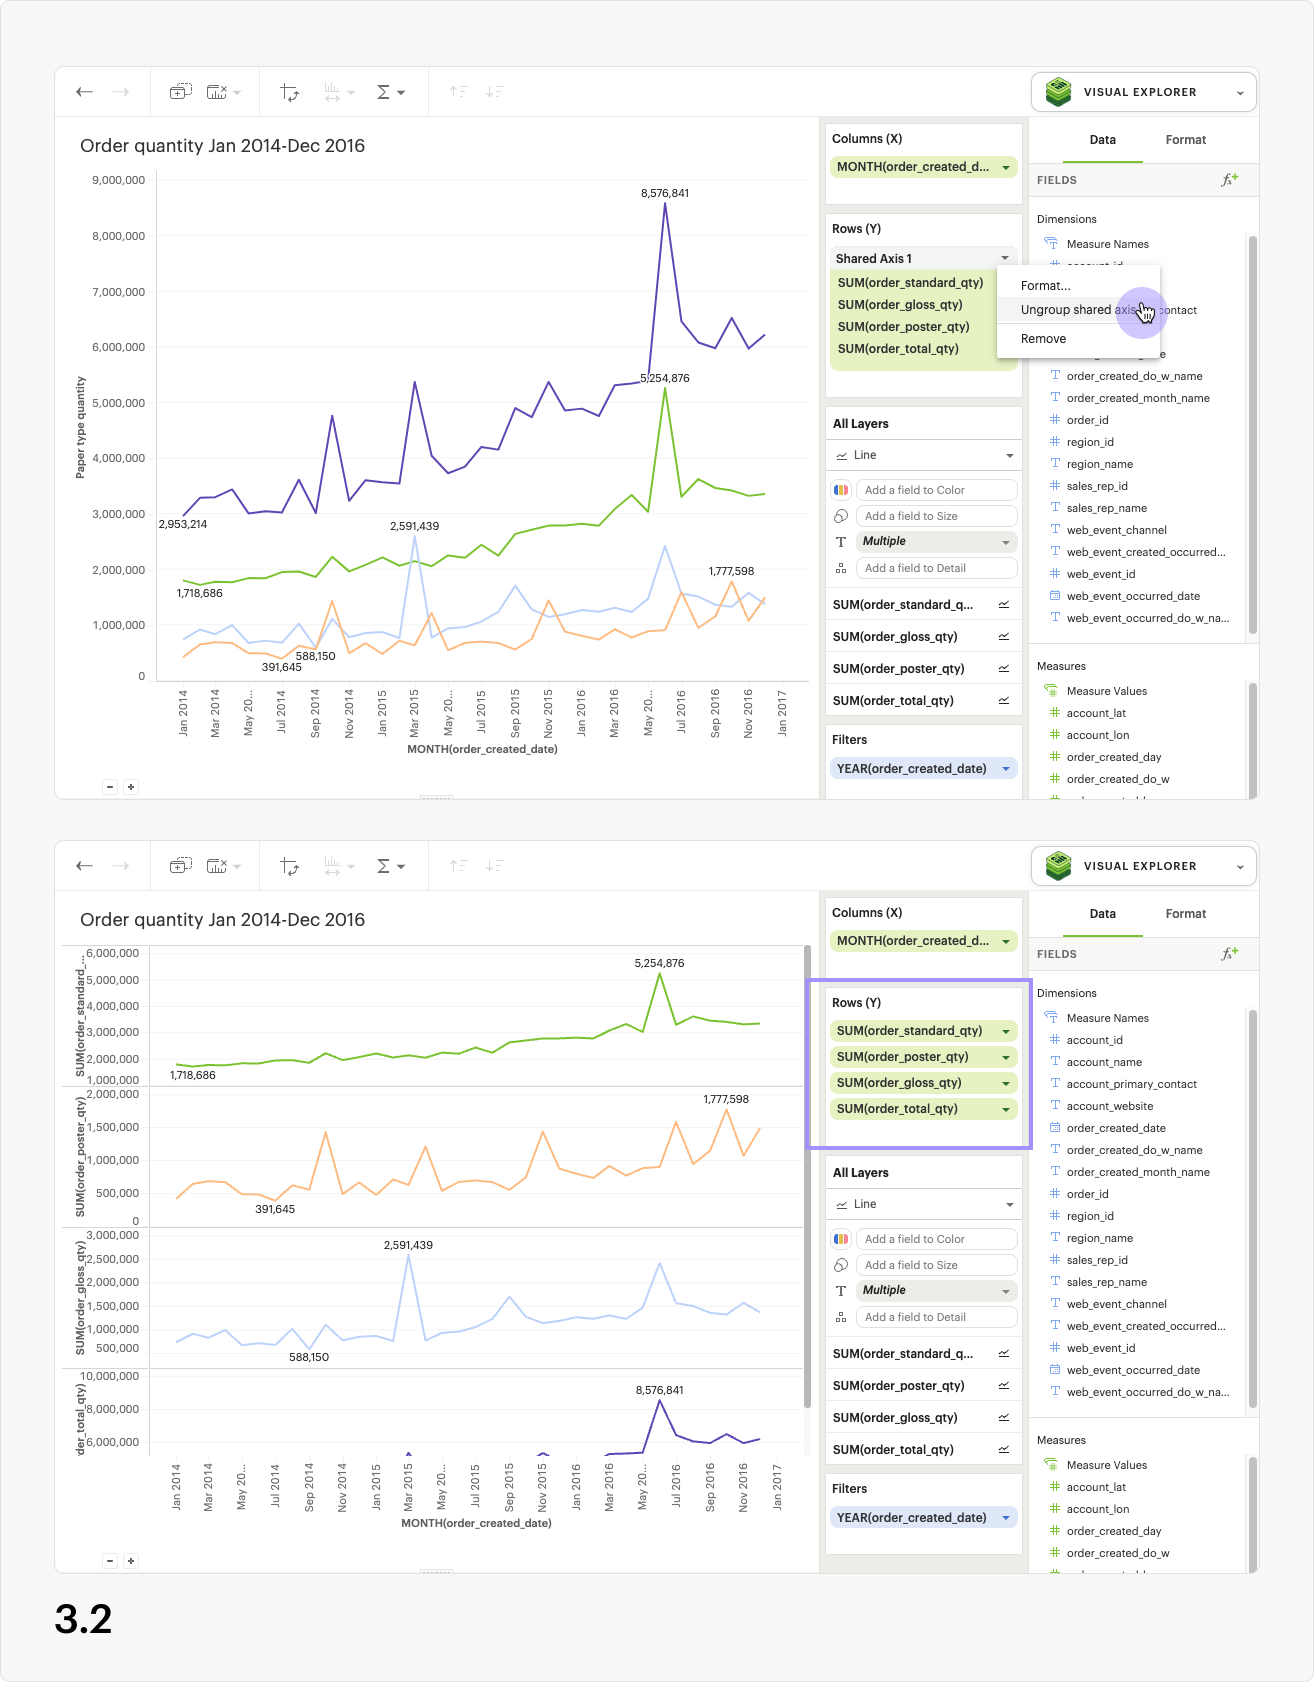 VISUAL EXPLORER
Order quantity Jan 2014-Dec 2016
9,000,000
8,000,000
7,000,000
6,000,000
5,000,000
4,000,000
3,000,000
2,000,000
1,000,000
0
Paper type quantity
8,576,841
5,254,876
2,953,214
2,591,439
1,718,686
1,777,598
588,150
391,645
Jan 2014
Mar 2014
May 20...
Jul 2014
Sep 2014
Nov 2014
Jan 2015
Mar 2015
May 20...
Jul 2015
Sep 2015
Nov 2015
Jan 2016
Mar 2016
May 20...
Jul 2016
Sep 2016
Nov 2016
Jan 2017
MONTH(order_created_date)
Columns (X)
MONTH(order_created_d...
Rows (Y)
Shared Axis 1
SUM(order_standard_qty)
SUM(order_gloss_qty)
SUM(order_poster_qty)
SUM(order_total_qty)
Format...
Ungroup shared axis
Remove
All Layers
Line
Add a field to Color
Add a field to Size
T Multiple
Add a field to Detail
SUM(order_standard_q...
SUM(order_gloss_qty)
SUM(order_poster_qty)
SUM(order_total_qty)
Filters
YEAR(order_created_date)
Data Format
FIELDS
Dimensions
Measure Names
contact
order_created_do_w_name
order_created_month_name
order_id
region_id
region_name
sales_rep_id
sales_rep_name
web_event_channel
web_event_created_occurred...
web_event_id
web_event_occurred_date
web_event_occurred_do_w_na...
Measures
Measure Values
account_lat
account_lon
order_created_day
order_created_do_w
VISUAL EXPLORER
Order quantity Jan 2014-Dec 2016
SUM(order_standard_...
6,000,000
5,000,000
4,000,000
3,000,000
2,000,000
1,000,000
5,254,876
1,718,686
SUM(order_poster_qty)
2,000,000
1,500,000
1,000,000
500,000
0
1,777,598
391,645
SUM(order_gloss_qty)
3,000,000
2,500,000
2,000,000
1,500,000
1,000,000
500,000
2,591,439
588,150
der_total_qty)
10,000,000
8,000,000
6,000,000
8,576,841
Jan 2014
Mar 2014
May 20...
Jul 2014
Sep 2014
Nov 2014
Jan 2015
Mar 2015
May 20...
Jul 2015
Sep 2015
Nov 2015
Jan 2016
Mar 2016
May 20...
Jul 2016
Sep 2016
Nov 2016
Jan 2017
MONTH(order_created_date)
Columns (X)
MONTH(order_created_d...
Rows (Y)
SUM(order_standard_qty)
SUM(order_poster_qty)
SUM(order_gloss_qty)
SUM(order_total_qty)
All Layers
Line
Add a field to Color
Add a field to Size
T Multiple
Add a field to Detail
SUM(order_standard_q...
SUM(order_poster_qty)
SUM(order_gloss_qty)
SUM(order_total_qty)
Filters
YEAR(order_created_date)
Data Format
FIELDS
Dimensions
Measure Names
account_id
account_name
account_primary_contact
account_website
order_created_date
order_created_do_w_name
order_created_month_name
order_id
region_id
region_name
sales_rep_id
sales_rep_name
web_event_channel
web_event_created_occurred...
web_event_id
web_event_occurred_date
web_event_occurred_do_w_na...
Measures
Measure Values
account_lat
account_lon
order_created_day
order_created_do_w
3.2